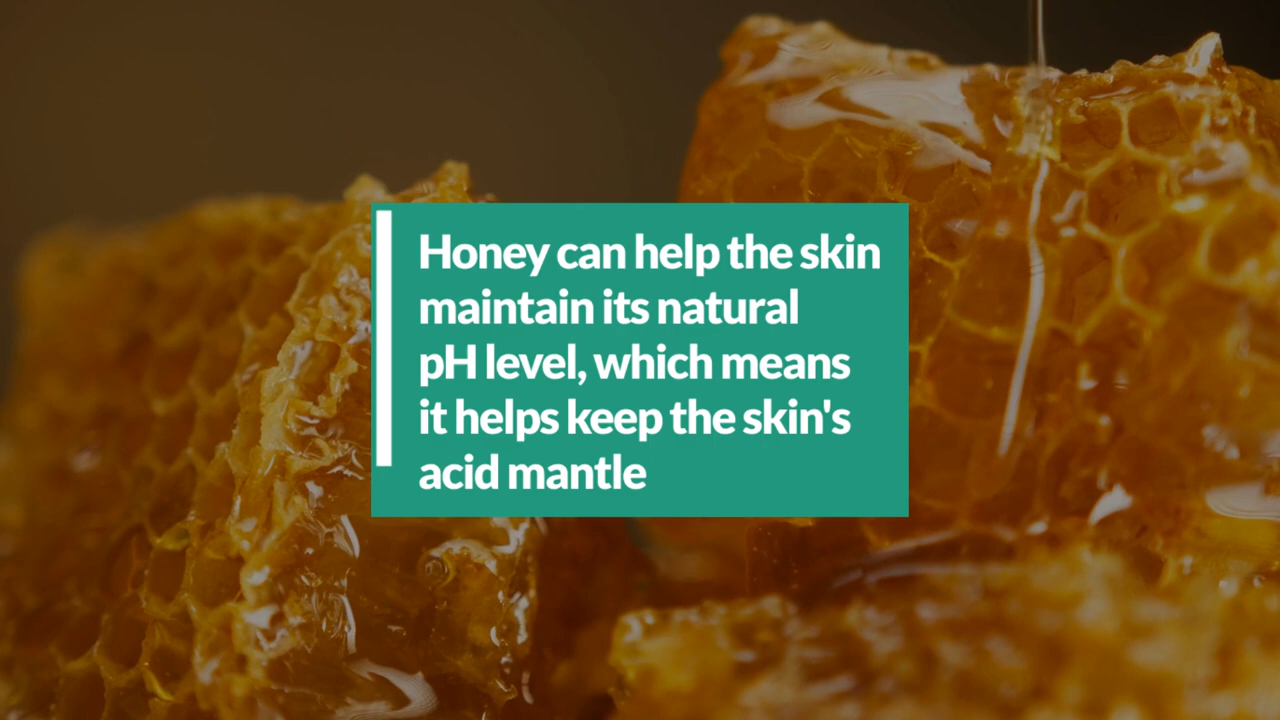 Honey can help the skin
maintain its natural
pH level, which means
it helps keep the skin's
acid mantle